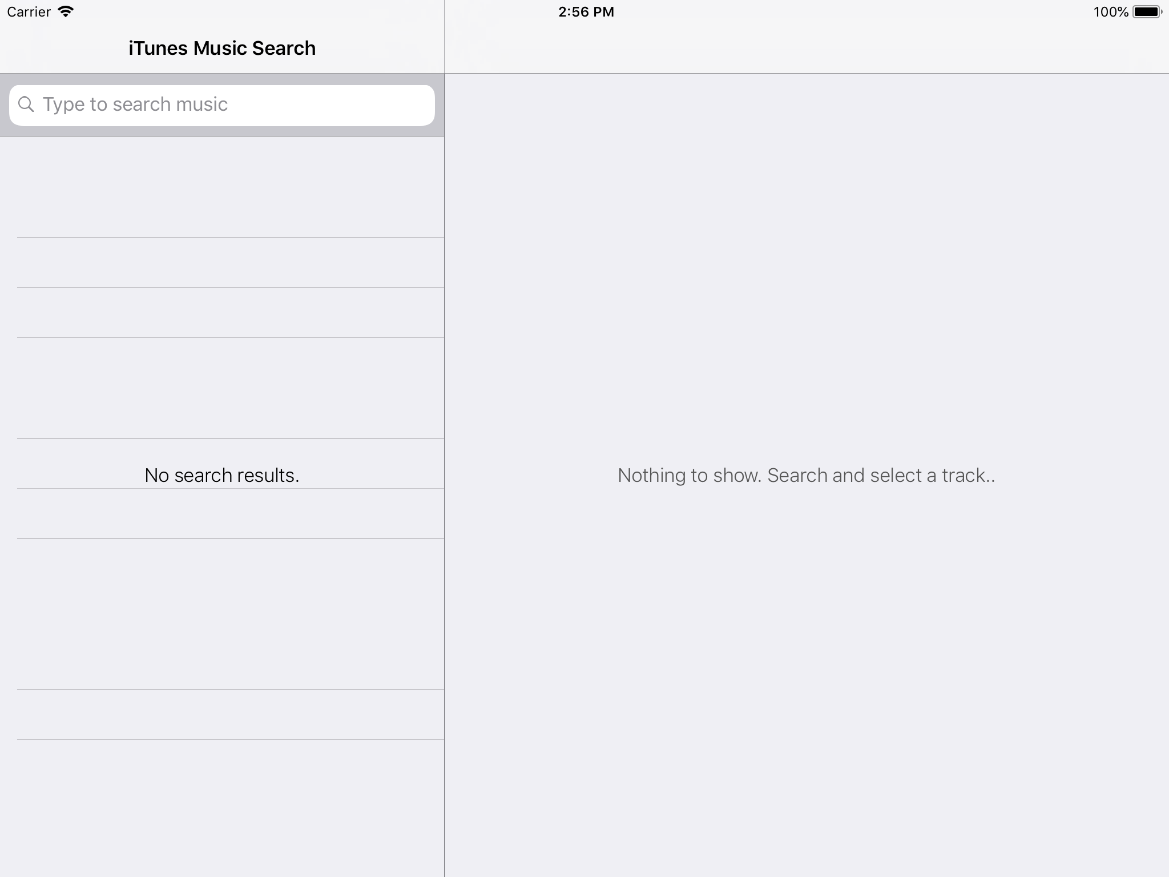 Carrier 2:56 PM 100%
iTunes Music Search
Type to search music
No search results.
Nothing to show. Search and select a track..